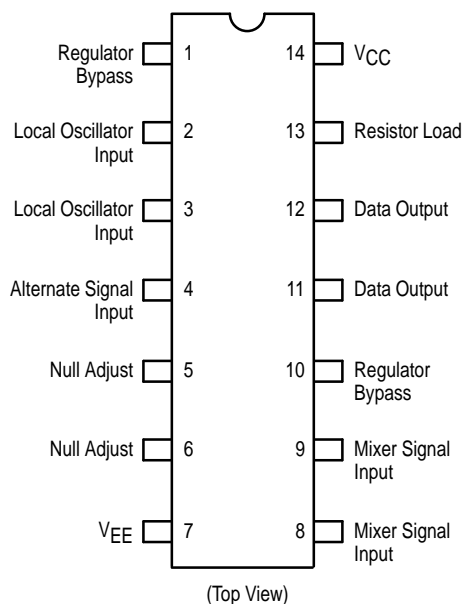 Regulator
Bypass
1
14
VCC
Local Oscillator
Input
2
13
Resistor Load
Local Oscillator
Input
3
12
Data Output
Alternate Signal
Input
4
11
Data Output
Null Adjust
5
10
Regulator
Bypass
Null Adjust
6
9
Mixer Signal
Input
VEE
7
8
Mixer Signal
Input
(Top View)